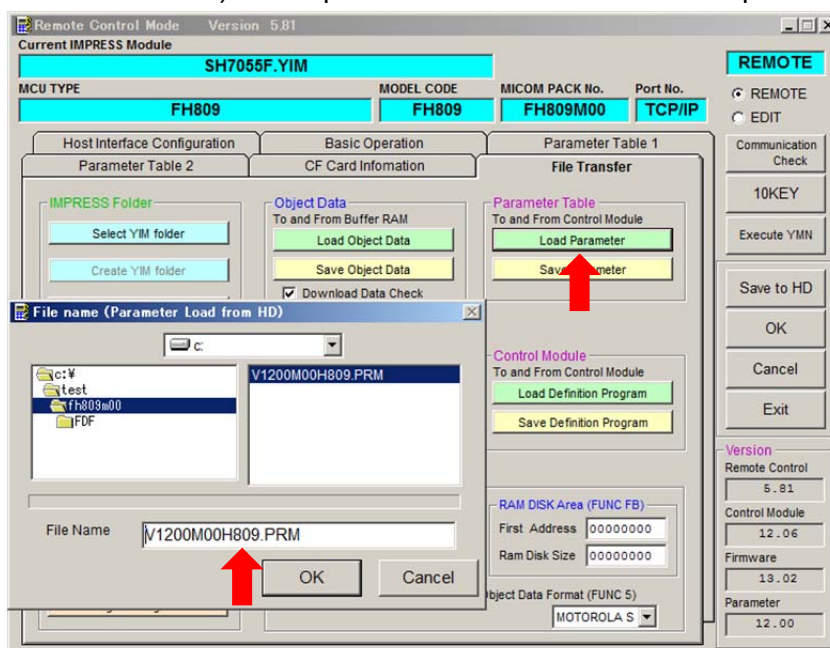 Remote Control Mode Version 5.81
Current IMPRESS Module
SH7055F.YIM
REMOTE
MCU TYPE
MODEL CODE
MICOM PACK No.
Port No.
FH809
FH809
FH809M00
TCP/IP
REMOTE
EDIT
Host Interface Configuration
Basic Operation
Parameter Table 1
Parameter Table 2
CF Card Infomation
File Transfer
Communication
Check
10KEY
Execute YMN
Save to HD
OK
Cancel
Exit
IMPRESS Folder
Select YIM folder
Create YIM folder
Object Data
To and From Buffer RAM
Load Object Data
Save Object Data
Download Data Check
Parameter Table
To and From Control Module
Load Parameter
File name (Parameter Load from HD)
c:
c:¥
test
fh809m00
FDF
V1200M00H809.PRM
File Name
V1200M00H809.PRM
OK
Cancel
Control Module
To and From Control Module
Load Definition Program
Save Definition Program
RAM DISK Area (FUNC FB)
First Address 00000000
Ram Disk Size 00000000
bject Data Format (FUNC 5)
MOTOROLA S
Version
Remote Control
5.81
Control Module
12.06
Firmware
13.02
Parameter
12.00